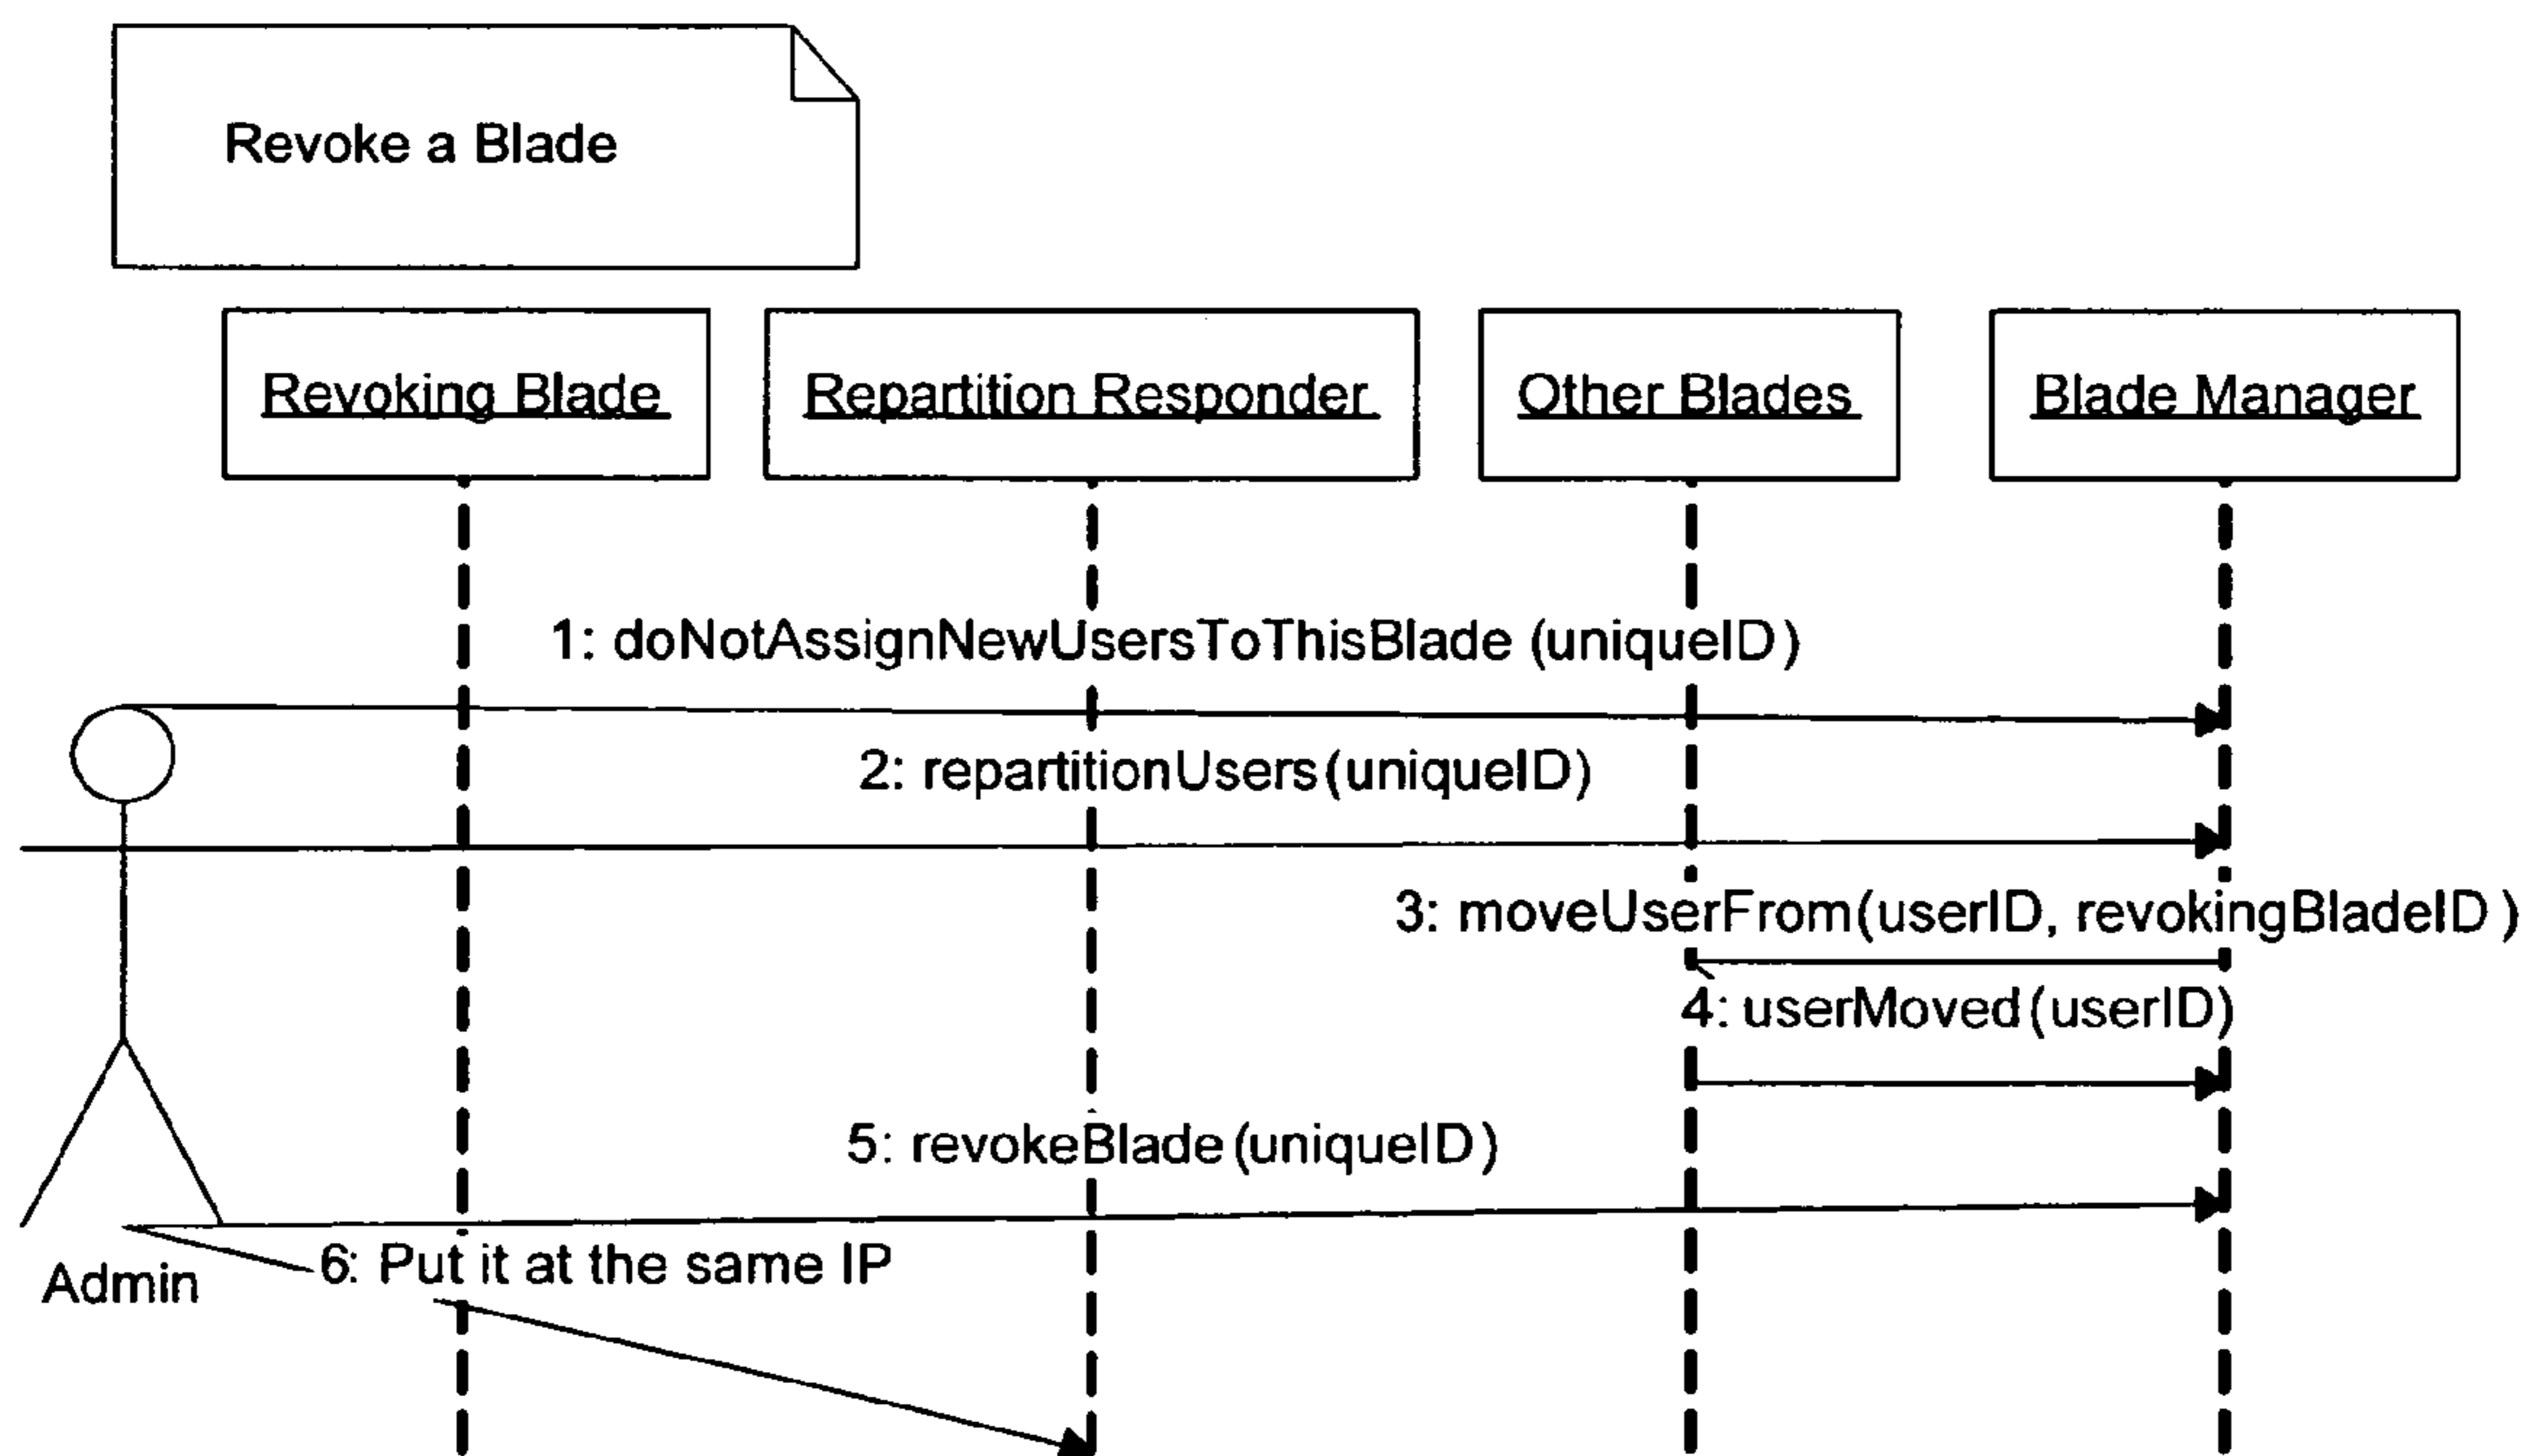 Revoke a Blade
Revoking Blade
Repartition Responder
Other Blades
Blade Manager
1: doNotAssignNewUsersToThisBlade (uniqueID)
2: repartitionUsers(uniqueID)
3: moveUserFrom(userID, revokingBladeID)
4: userMoved(userID)
5: revokeBlade(uniqueID)
6: Put it at the same IP
Admin